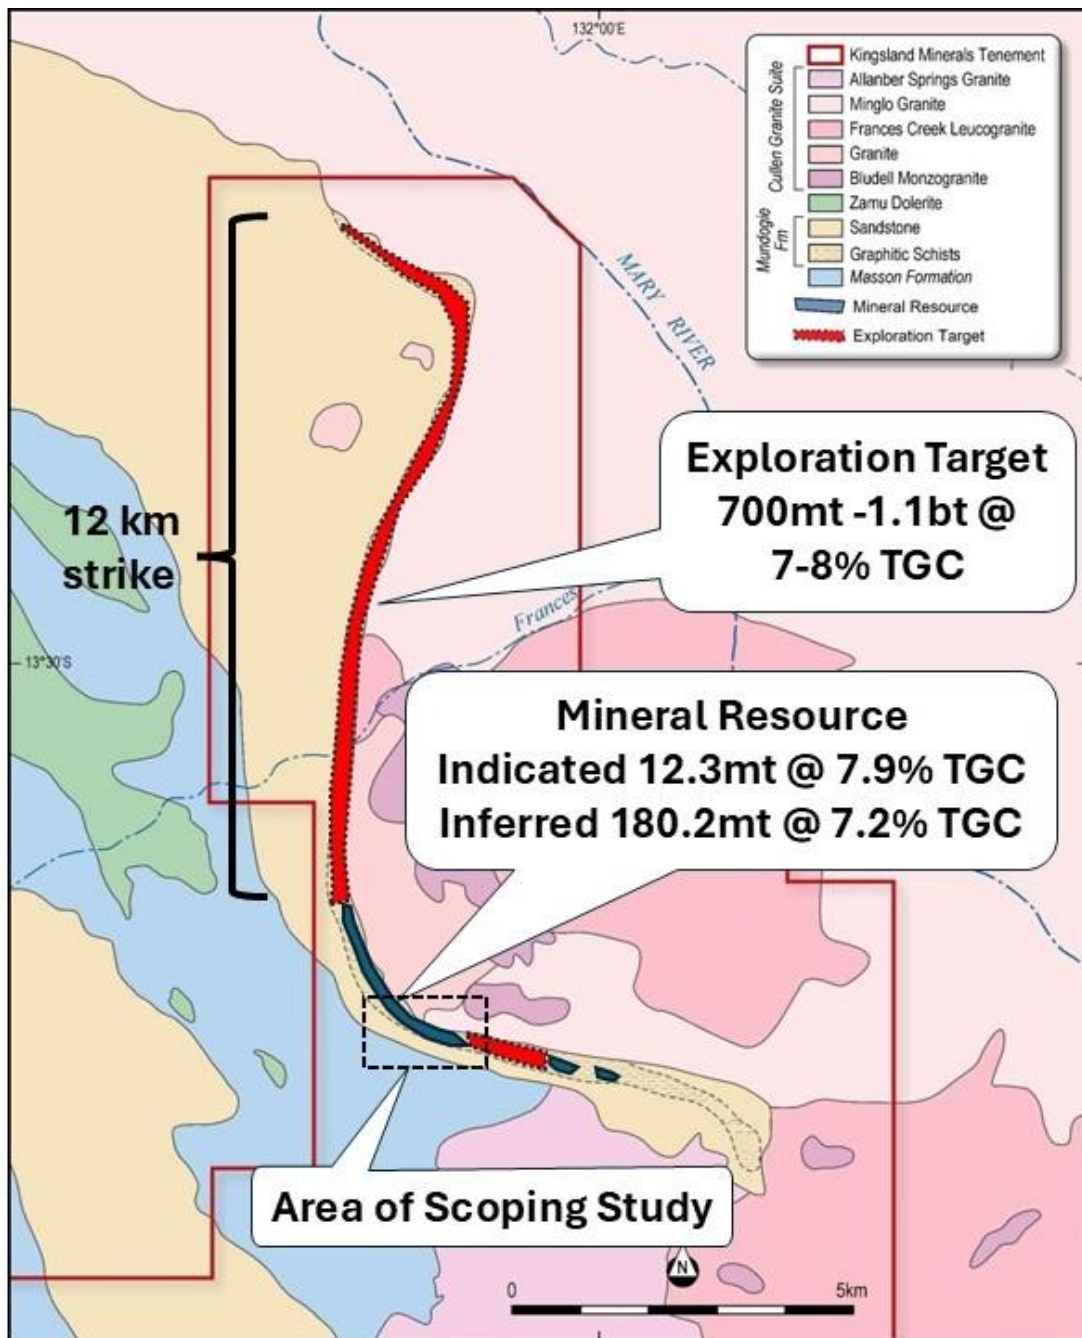 132°00'E
Kingsland Minerals Tenement
Cullen Granite Suite
Allanber Springs Granite
Minglo Granite
Frances Creek Leucogranite
Granite
Bludell Monzogranite
Zamu Dolerite
Mundogie
Fm
Sandstone
Graphitic Schists
Masson Formation
Mineral Resource
Exploration Target
MARY RIVER
Exploration Target
700mt -1.1bt @
7-8% TGC
12 km
strike
Frances
13°30'S
Mineral Resource
Indicated 12.3mt @ 7.9% TGC
Inferred 180.2mt @ 7.2% TGC
Area of Scoping Study
N
0
5km